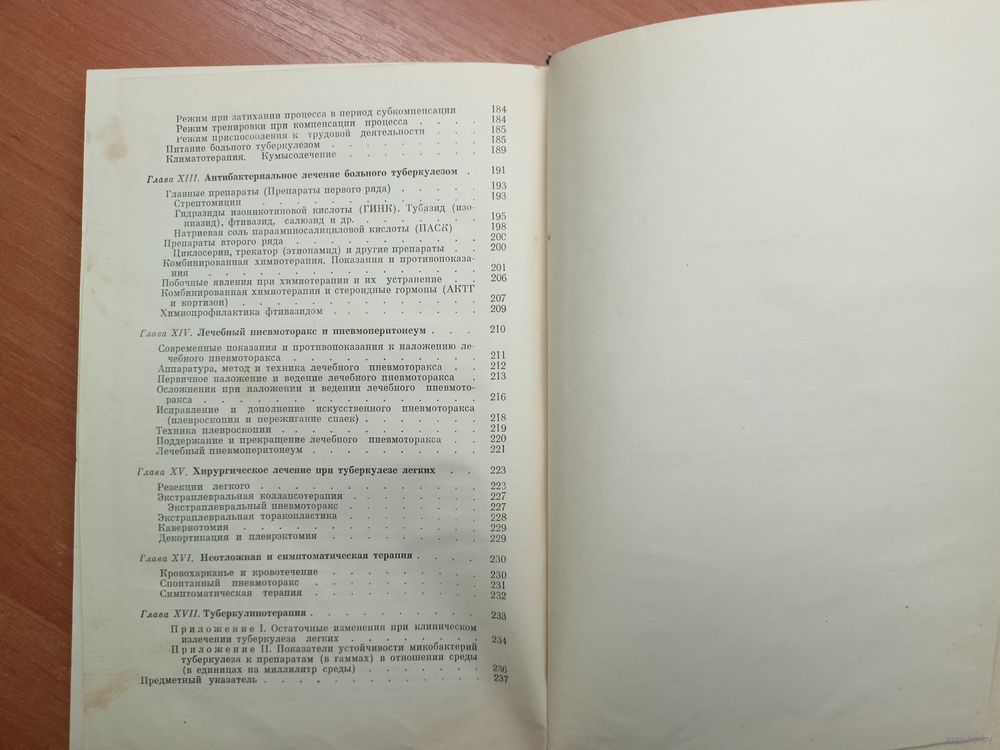 Режим при затихании процесса в период субкомпенсации 184
Режим тренировки при компенсации процесса . . . . 184
Режим приспособления к трудовой деятельности . . . 185
Питание больного туберкулезом . . . . . . . . 185
Климатотерапия. Кумысолечение . . . . . . . 189
Глава XIII. Антибактериальное лечение больного туберкулезом . 191
Главные препараты (Препараты первого ряда) . . . . . 193
Стрептомицин . . . . . . . . . . . . 193
Гидразиды изоникотиновой кислоты (ГИНК). Тубазид (изо-
ниазид), фтивазид, салюзид и др. . . . . . . . 195
Натриевая соль парааминосалициловой кислоты (ПАСК) 198
Препараты второго ряда . . . . . . . . . . 200
Циклосерин, трекатор (этионамид) и другие препараты . . 200
Комбинированная химиотерапия. Показания и противопоказа-
ния . . . . . . . . . . . . . . 201
Побочные явления при химиотерапии и их устранение . . 206
Комбинированная химиотерапия и стероидные гормоны (АКТГ
и кортизон) . . . . . . . . . . . . 207
Химиопрофилактика фтивазидом . . . . . . . . 209
Глава XIV. Лечебный пневмоторакс и пневмоперитонеум . . . 210
Современные показания и противопоказания к наложению ле-
чебного пневмоторакса . . . . . . . . . . 211
Аппаратура, метод и техника лечебного пневмоторакса . . 212
Первичное наложение и ведение лечебного пневмоторакса . 213
Осложнения при наложении и ведении лечебного пневмото-
ракса . . . . . . . . . . . . . . 216
Исправление и дополнение искусственного пневмоторакса
(плевроскопия и пережигание спаек) . . . . . . 218
Техника плевроскопии . . . . . . . . . . 219
Поддержание и прекращение лечебного пневмоторакса . . 220
Лечебный пневмоперитонеум . . . . . . . . 221
Глава XV. Хирургическое лечение при туберкулезе легких . . 223
Резекции легкого . . . . . . . . . . . 223
Экстраплевральная коллапсотерапия . . . . . . . 227
Экстраплевральный пневмоторакс . . . . . . . 227
Экстраплевральная торакопластика . . . . . . . 228
Кавернотомия . . . . . . . . . . . . 229
Декортикация и плеврэктомия . . . . . . . . 229
Глава XVI. Неотложная и симптоматическая терапия . . . . 230
Кровохарканье и кровотечение . . . . . . . . 230
Спонтанный пневмоторакс . . . . . . . . . 231
Симптоматическая терапия . . . . . . . . . 232
Глава XVII. Туберкулинотерапия . . . . . . . . . 233
Приложение I. Остаточные изменения при клиническом
излечении туберкулеза легких . . . . . . . 234
Приложение II. Показатели устойчивости микобактерий
туберкулеза к препаратам (в гаммах) в отношении среды
(в единицах на миллилитр среды) . . . . . . . 236
Предметный указатель . . . . . . . . . . . 237